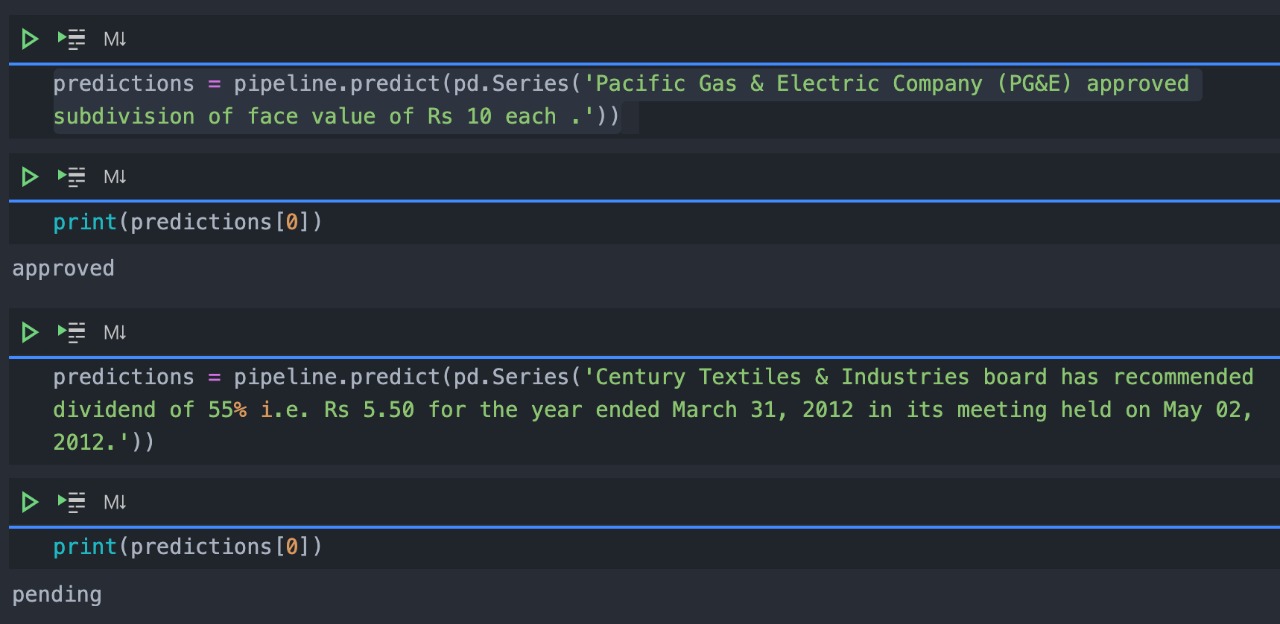 M↓
predictions = pipeline.predict(pd.Series('Pacific Gas & Electric Company (PG&E) approved
subdivision of face value of Rs 10 each .'))
M↓
print(predictions[0])
approved
M↓
predictions = pipeline.predict(pd.Series('Century Textiles & Industries board has recommended
dividend of 55% i.e. Rs 5.50 for the year ended March 31, 2012 in its meeting held on May 02,
2012.'))
M↓
print(predictions[0])
pending